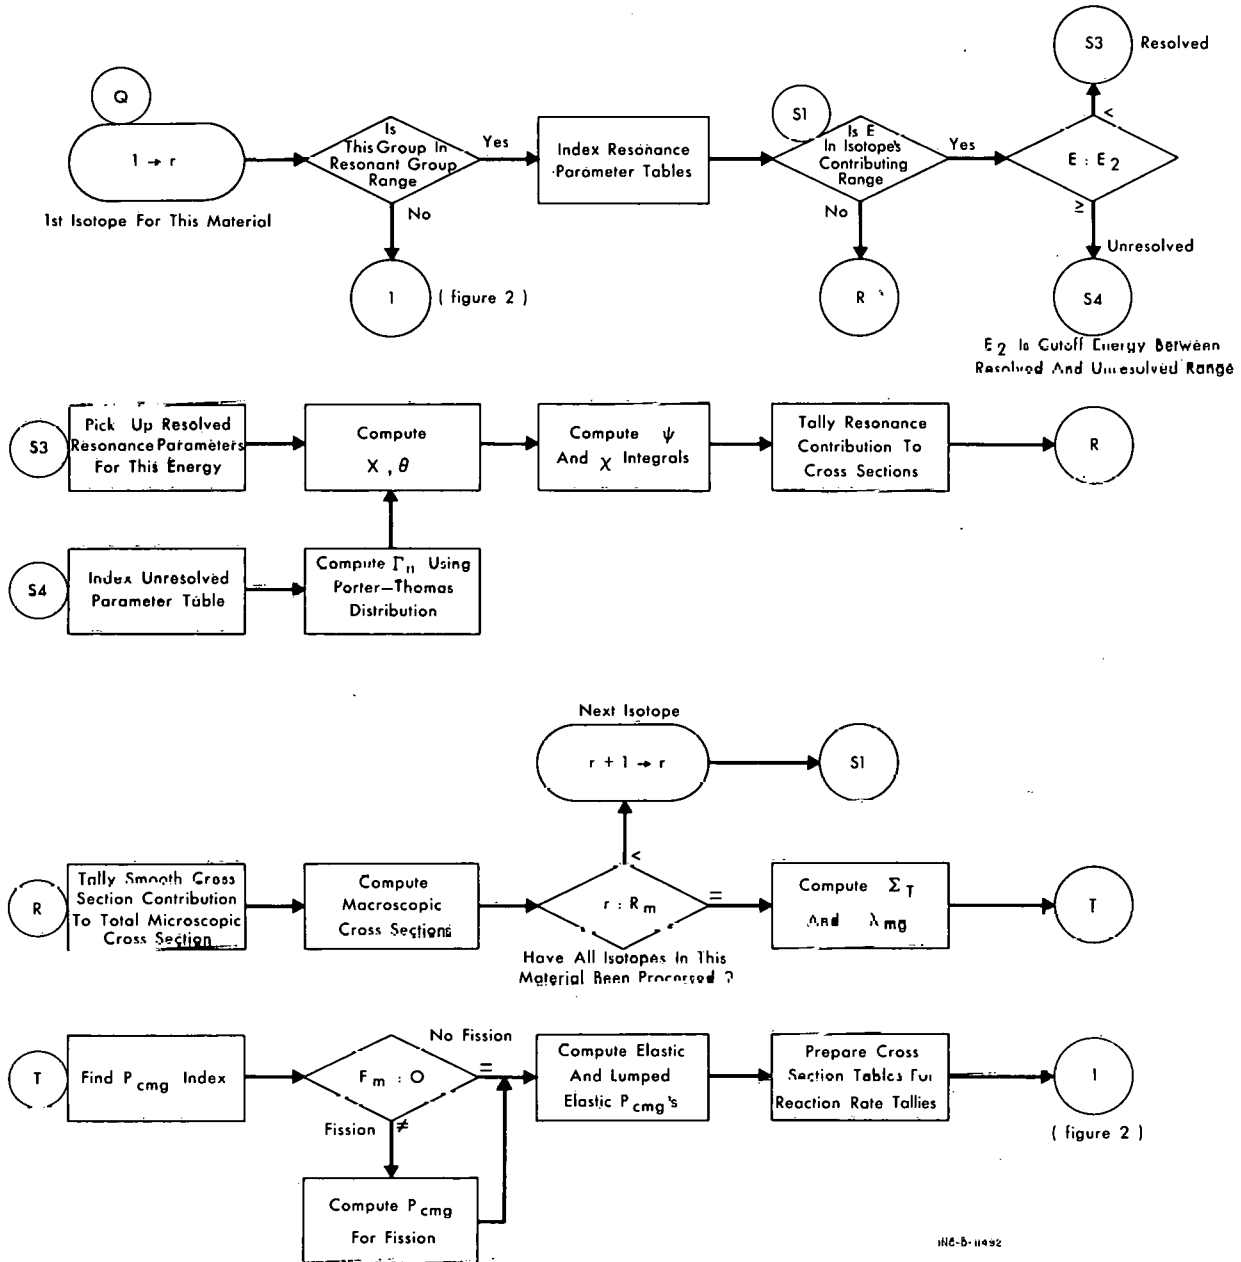 Q
1 → r
1st Isotope For This Material
Is
This Group In
Resonant Group
Range
Yes
No
1
( figure 2 )
Index Resonance
Parameter Tables
S1
Is E
In Isotope's
Contributing
Range
Yes
No
R
E : E2
<
S3
Resolved
≥
Unresolved
S4
E2 Is Cutoff Energy Between
Resolved And Unresolved Range
S3
Pick Up Resolved
Resonance Parameters
For This Energy
Compute
X , θ
Compute ψ
And χ Integrals
Tally Resonance
Contribution To
Cross Sections
R
S4
Index Unresolved
Parameter Table
Compute Γn Using
Porter–Thomas
Distribution
Next Isotope
r + 1 → r
S1
<
R
Tally Smooth Cross
Section Contribution
To Total Microscopic
Cross Section
Compute
Macroscopic
Cross Sections
r : Rm
=
Have All Isotopes In This
Material Been Processed ?
Compute ΣT
And λmg
T
T
Find Pcmg Index
Fm : O
No Fission
=
Fission ≠
Compute Pcmg
For Fission
Compute Elastic
And Lumped
Elastic Pcmg's
Prepare Cross
Section Tables For
Reaction Rate Tallies
1
( figure 2 )